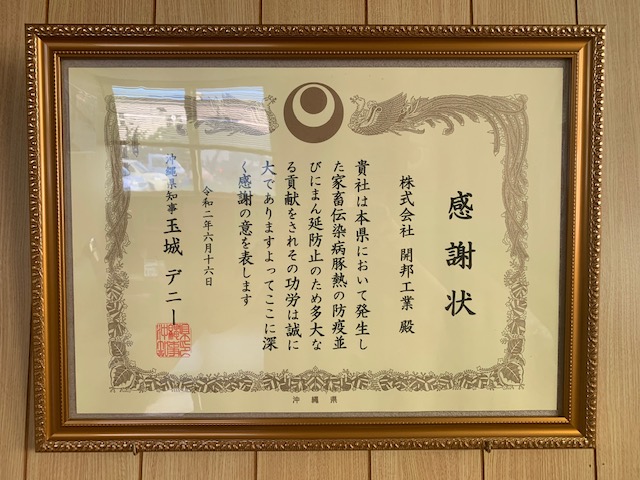 感謝状
株式会社 開邦工業 殿
貴社は本県において発生し
た家畜伝染病豚熱の防疫並
びにまん延防止のため多大な
る貢献をされその功労は誠に
大でありますよってここに深
く感謝の意を表します
令和二年六月十六日
沖縄県知事 玉城 デニー
沖縄県